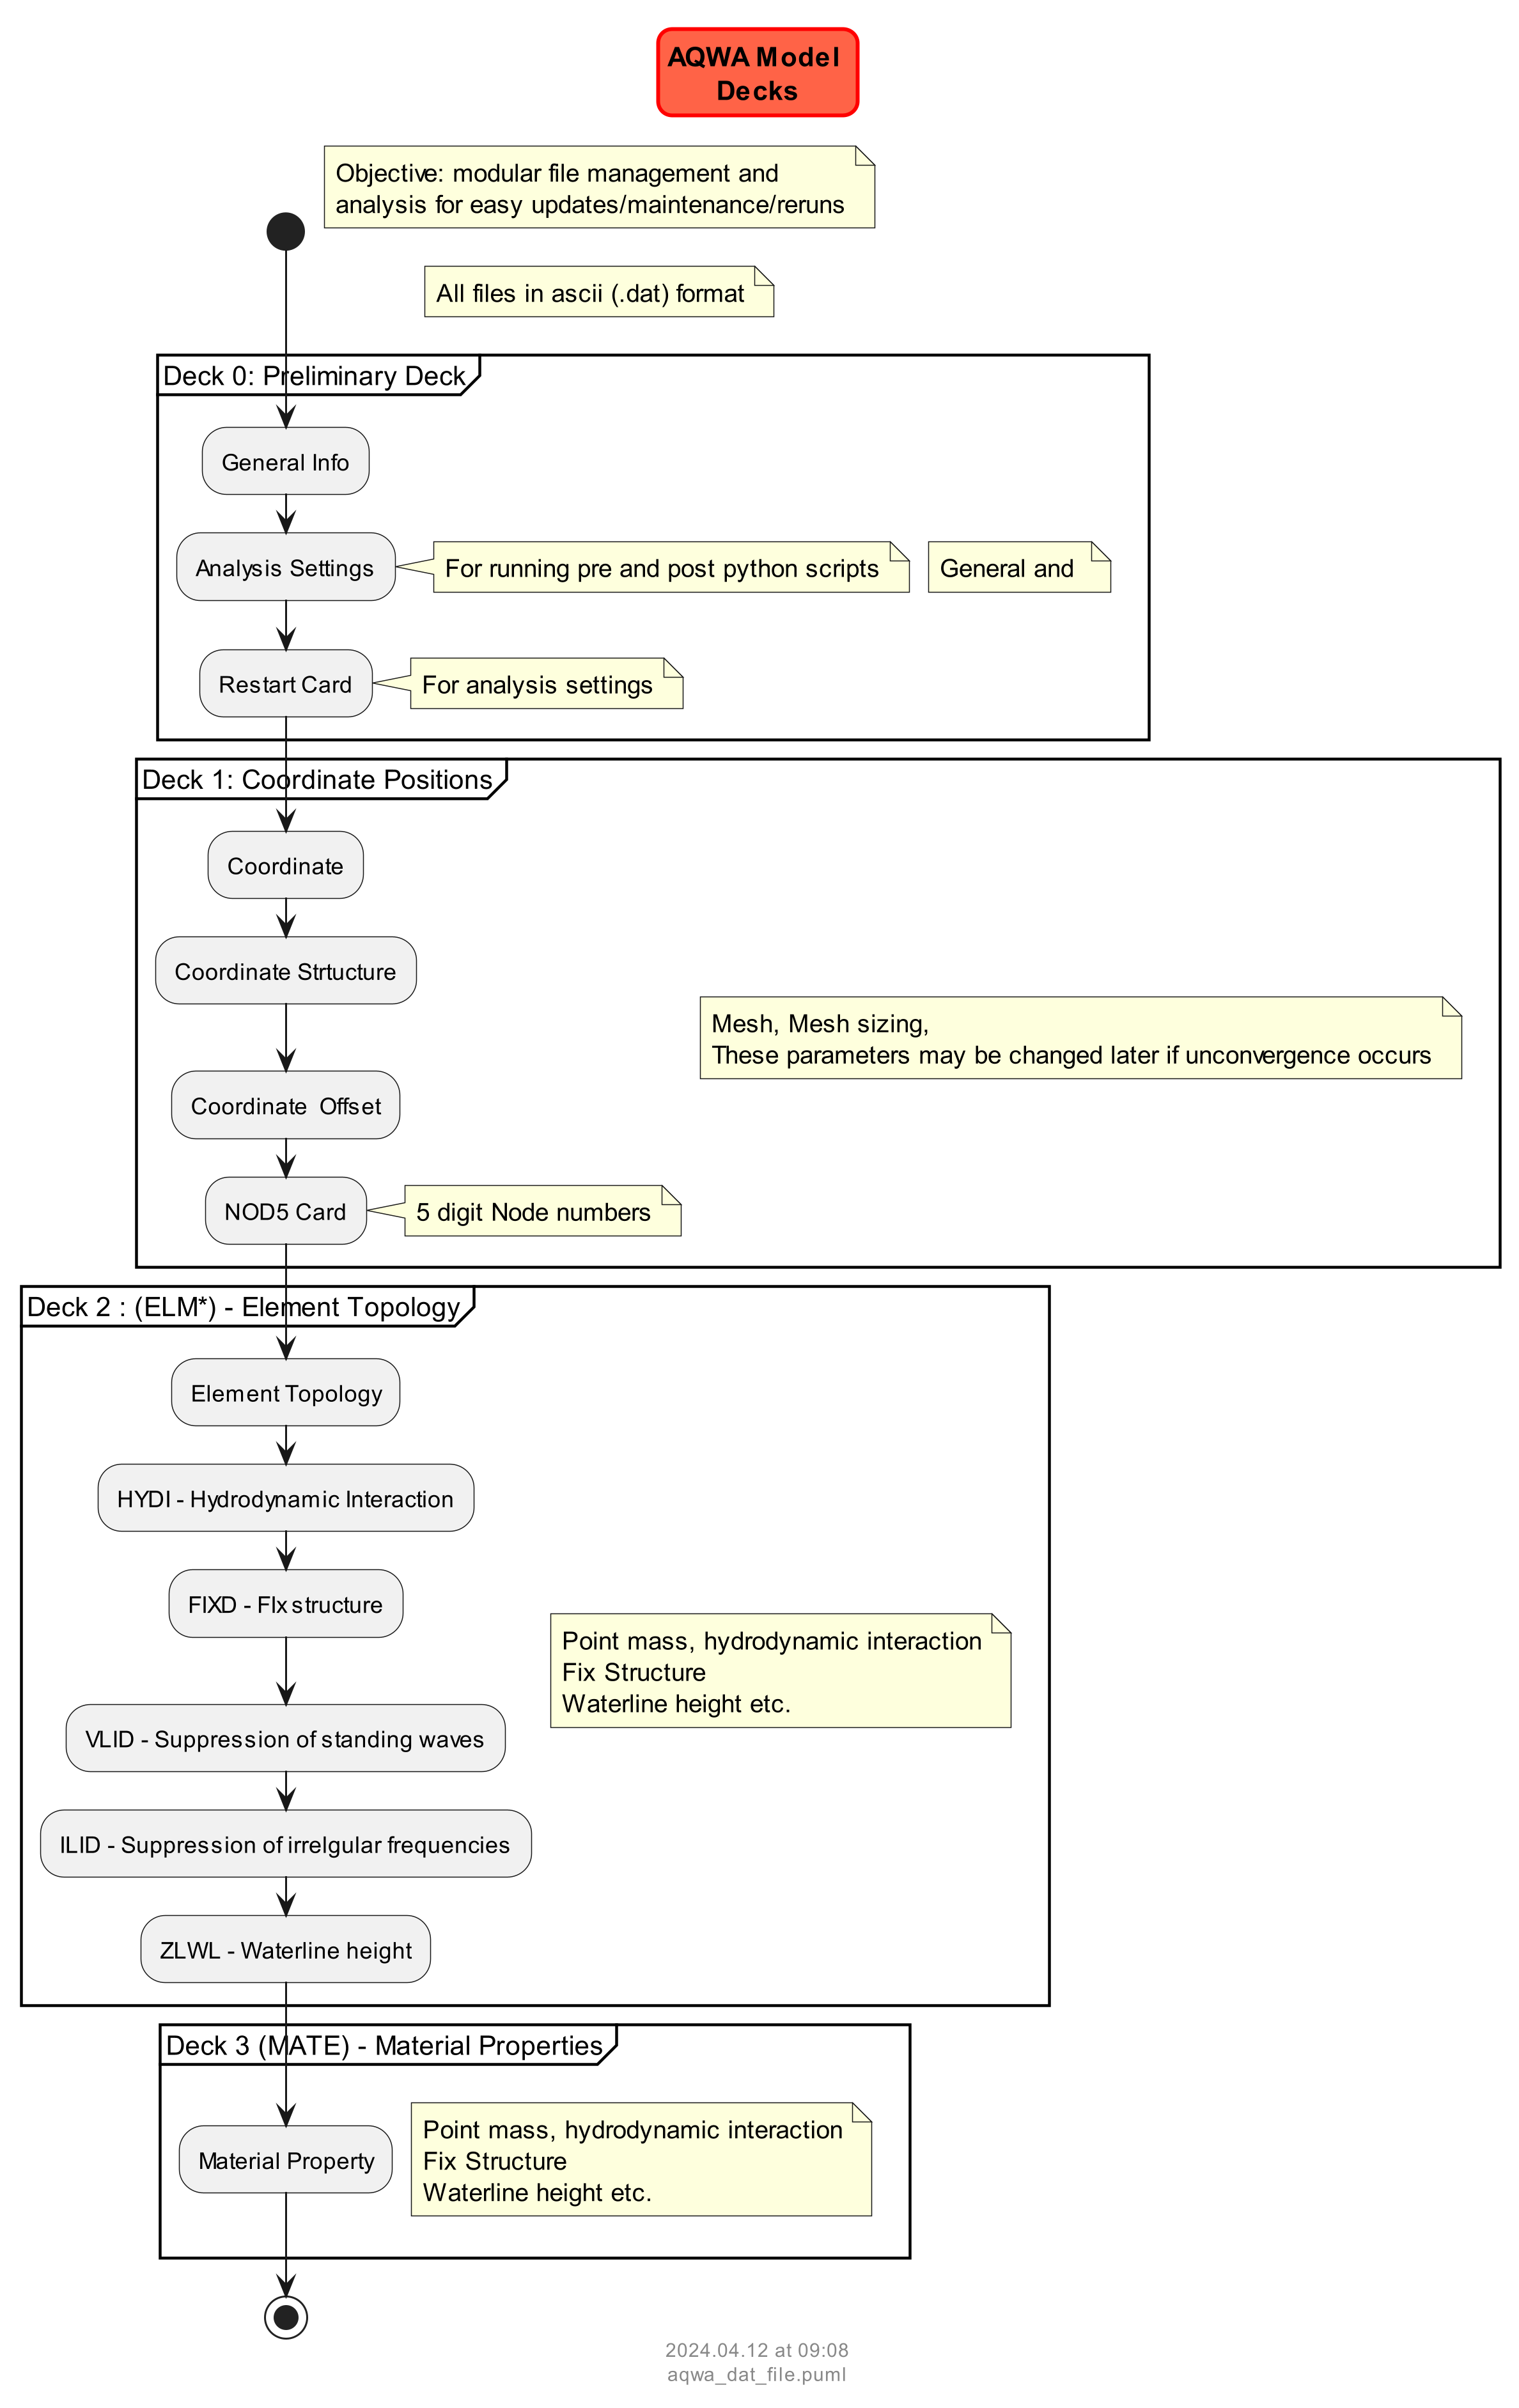 AQWA Model
Decks
Objective: modular file management and
analysis for easy updates/maintenance/reruns
All files in ascii (.dat) format
Deck 0: Preliminary Deck
General Info
Analysis Settings
For running pre and post python scripts
General and
Restart Card
For analysis settings
Deck 1: Coordinate Positions
Coordinate
Coordinate Strtucture
Mesh, Mesh sizing,
These parameters may be changed later if unconvergence occurs
Coordinate  Offset
NOD5 Card
5 digit Node numbers
Deck 2 : (ELM*) - Element Topology
Element Topology
HYDI - Hydrodynamic Interaction
FIXD - FIx structure
Point mass, hydrodynamic interaction
Fix Structure
Waterline height etc.
VLID - Suppression of standing waves
ILID - Suppression of irrelgular frequencies
ZLWL - Waterline height
Deck 3 (MATE) - Material Properties
Material Property
Point mass, hydrodynamic interaction
Fix Structure
Waterline height etc.
2024.04.12 at 09:08
aqwa_dat_file.puml